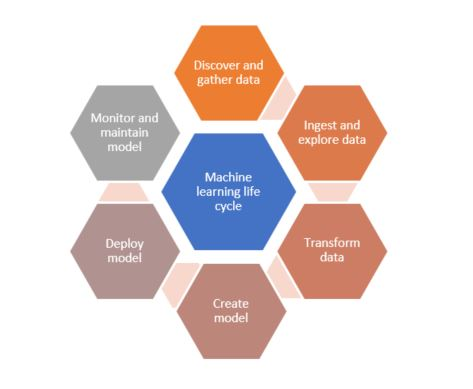 Discover and
gather data
Ingest and
explore data
Transform
data
Create
model
Deploy
model
Monitor and
maintain
model
Machine
learning life
cycle